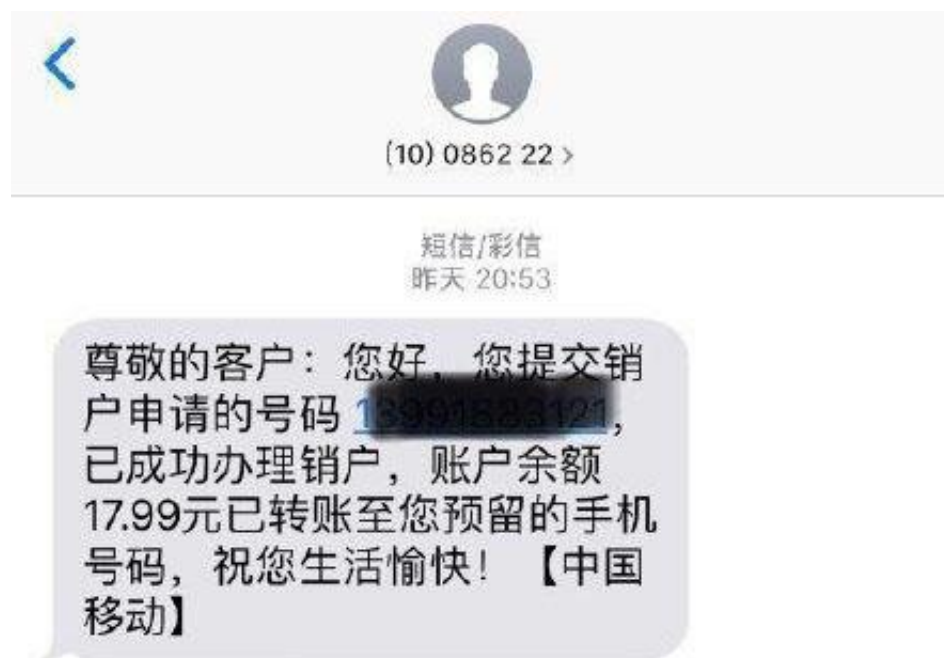 (10) 0862 22 >
短信/彩信
昨天 20:53
尊敬的客户：您好，您提交销
户申请的号码
已成功办理销户，账户余额
17.99元已转账至您预留的手机
号码，祝您生活愉快！【中国
移动】